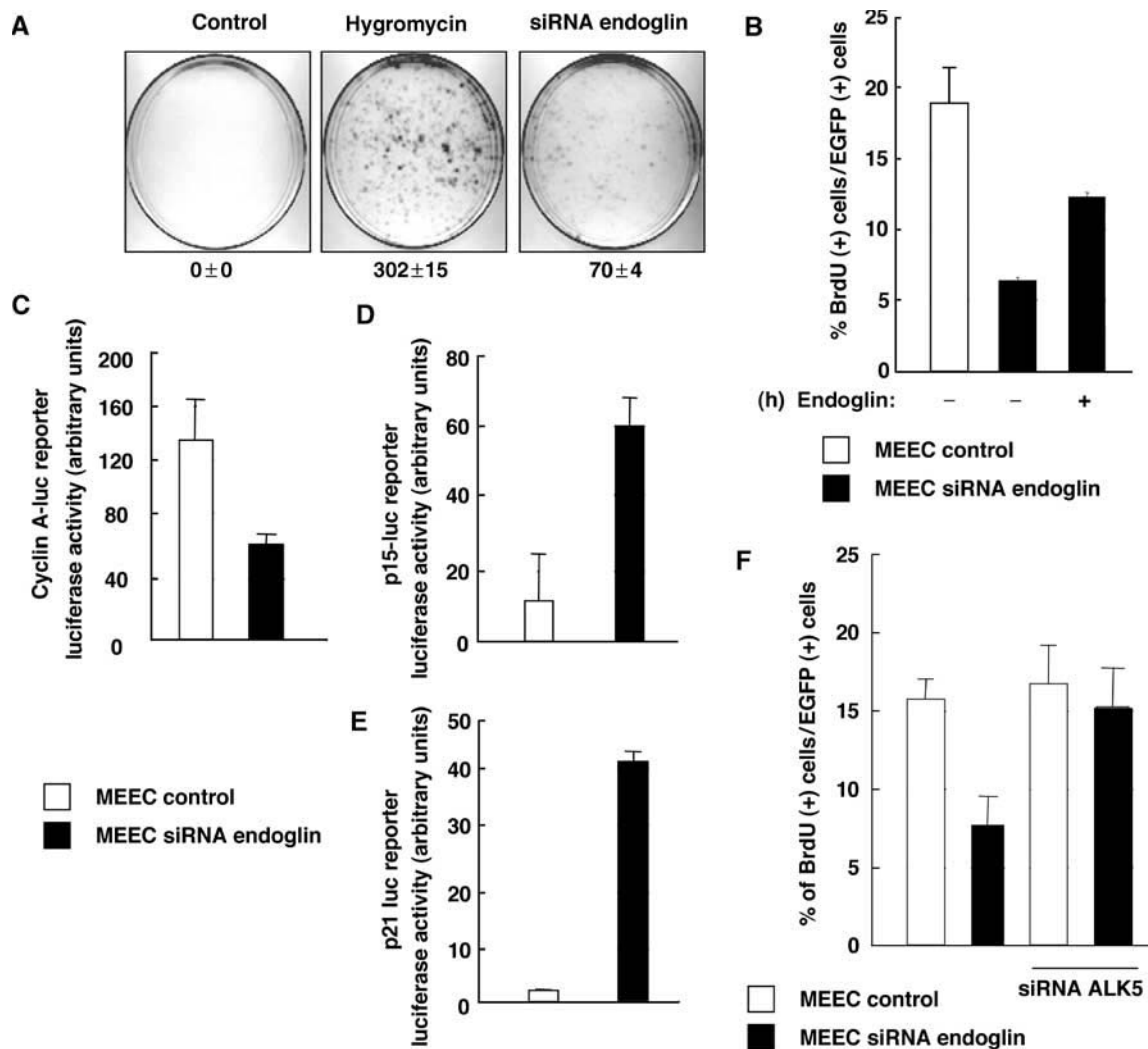 A
Control
Hygromycin
siRNA endoglin
0±0
302±15
70±4
B
% BrdU (+) cells/EGFP (+) cells
25
20
15
10
5
0
(h) Endoglin: – – +
MEEC control
MEEC siRNA endoglin
C
Cyclin A-luc reporter
luciferase activity (arbitrary units)
200
160
120
80
40
0
D
p15-luc reporter
luciferase activity (arbitrary units)
80
60
40
20
0
E
p21 luc reporter
luciferase activity (arbitrary units)
50
40
30
20
10
0
MEEC control
MEEC siRNA endoglin
F
% of BrdU (+) cells/EGFP (+) cells
25
20
15
10
5
0
siRNA ALK5
MEEC control
MEEC siRNA endoglin